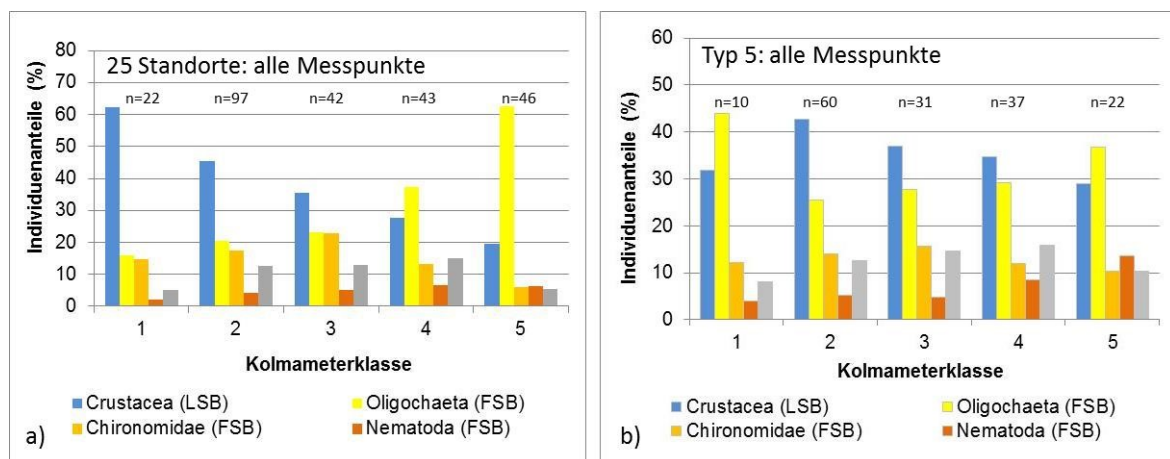 80
70
60
50
40
30
20
10
0
Individuenanteile (%)
25 Standorte: alle Messpunkte
n=22 n=97 n=42 n=43 n=46
1 2 3 4 5
Kolmameterklasse
Crustacea (LSB) Oligochaeta (FSB)
Chironomidae (FSB) Nematoda (FSB)
a)
60
50
40
30
20
10
0
Individuenanteile (%)
Typ 5: alle Messpunkte
n=10 n=60 n=31 n=37 n=22
1 2 3 4 5
Kolmameterklasse
Crustacea (LSB) Oligochaeta (FSB)
Chironomidae (FSB) Nematoda (FSB)
b)